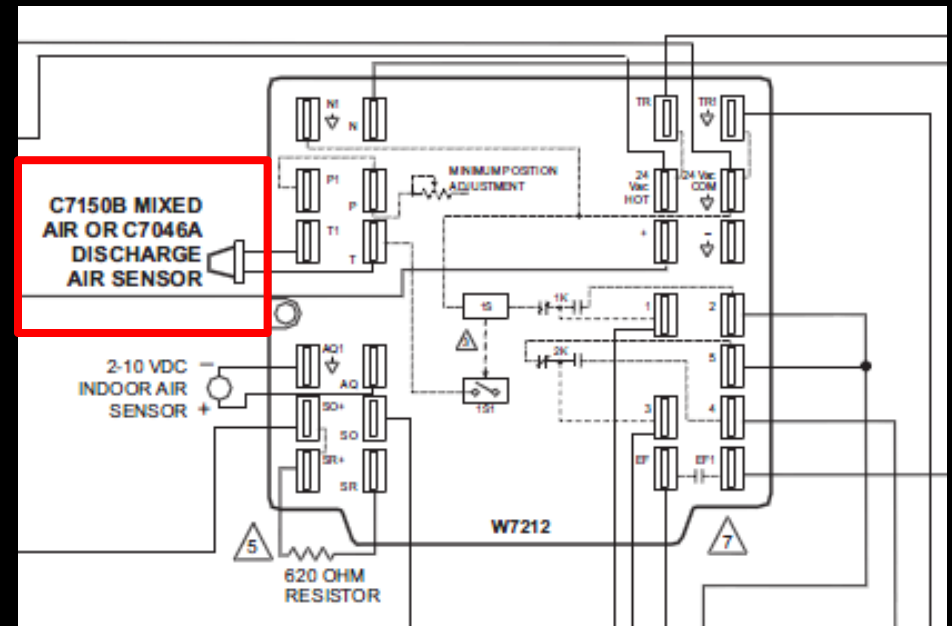 N1
N
TR
TR1
P1
MINIMUM POSITION
ADJUSTMENT
P
24
Vac
HOT
24 Vac
COM
C7150B MIXED
AIR OR C7046A
DISCHARGE
AIR SENSOR
T1
T
+
–
1S
1K
1
2
3
2K
5
1S1
2-10 VDC –
INDOOR AIR
SENSOR +
AQ1
AQ
SO+
SO
3
4
SR+
SR
EF
EF1
W7212
5
7
620 OHM
RESISTOR